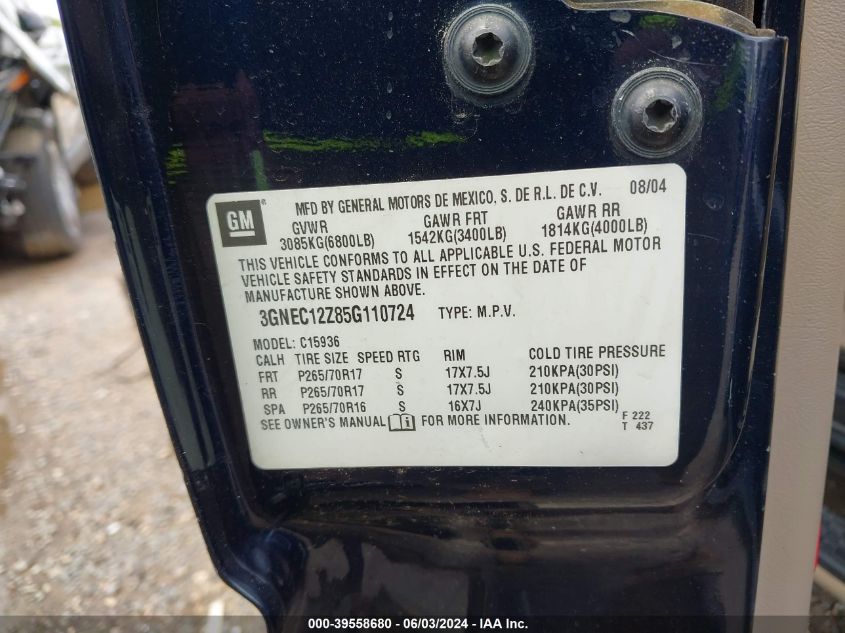 GM
MFD BY GENERAL MOTORS DE MEXICO, S. DE R.L. DE C.V. 08/04
GVWR GAWR FRT GAWR RR
3085KG(6800LB) 1542KG(3400LB) 1814KG(4000LB)
THIS VEHICLE CONFORMS TO ALL APPLICABLE U.S. FEDERAL MOTOR
VEHICLE SAFETY STANDARDS IN EFFECT ON THE DATE OF
MANUFACTURE SHOWN ABOVE.
3GNEC12Z85G110724 TYPE: M.P.V.
MODEL: C15936
CALH TIRE SIZE SPEED RTG RIM COLD TIRE PRESSURE
FRT P265/70R17 S 17X7.5J 210KPA(30PSI)
RR P265/70R17 S 17X7.5J 210KPA(30PSI)
SPA P265/70R16 S 16X7J 240KPA(35PSI)
SEE OWNER'S MANUAL FOR MORE INFORMATION. F 222
T 437
000-39558680 - 06/03/2024 - IAA Inc.